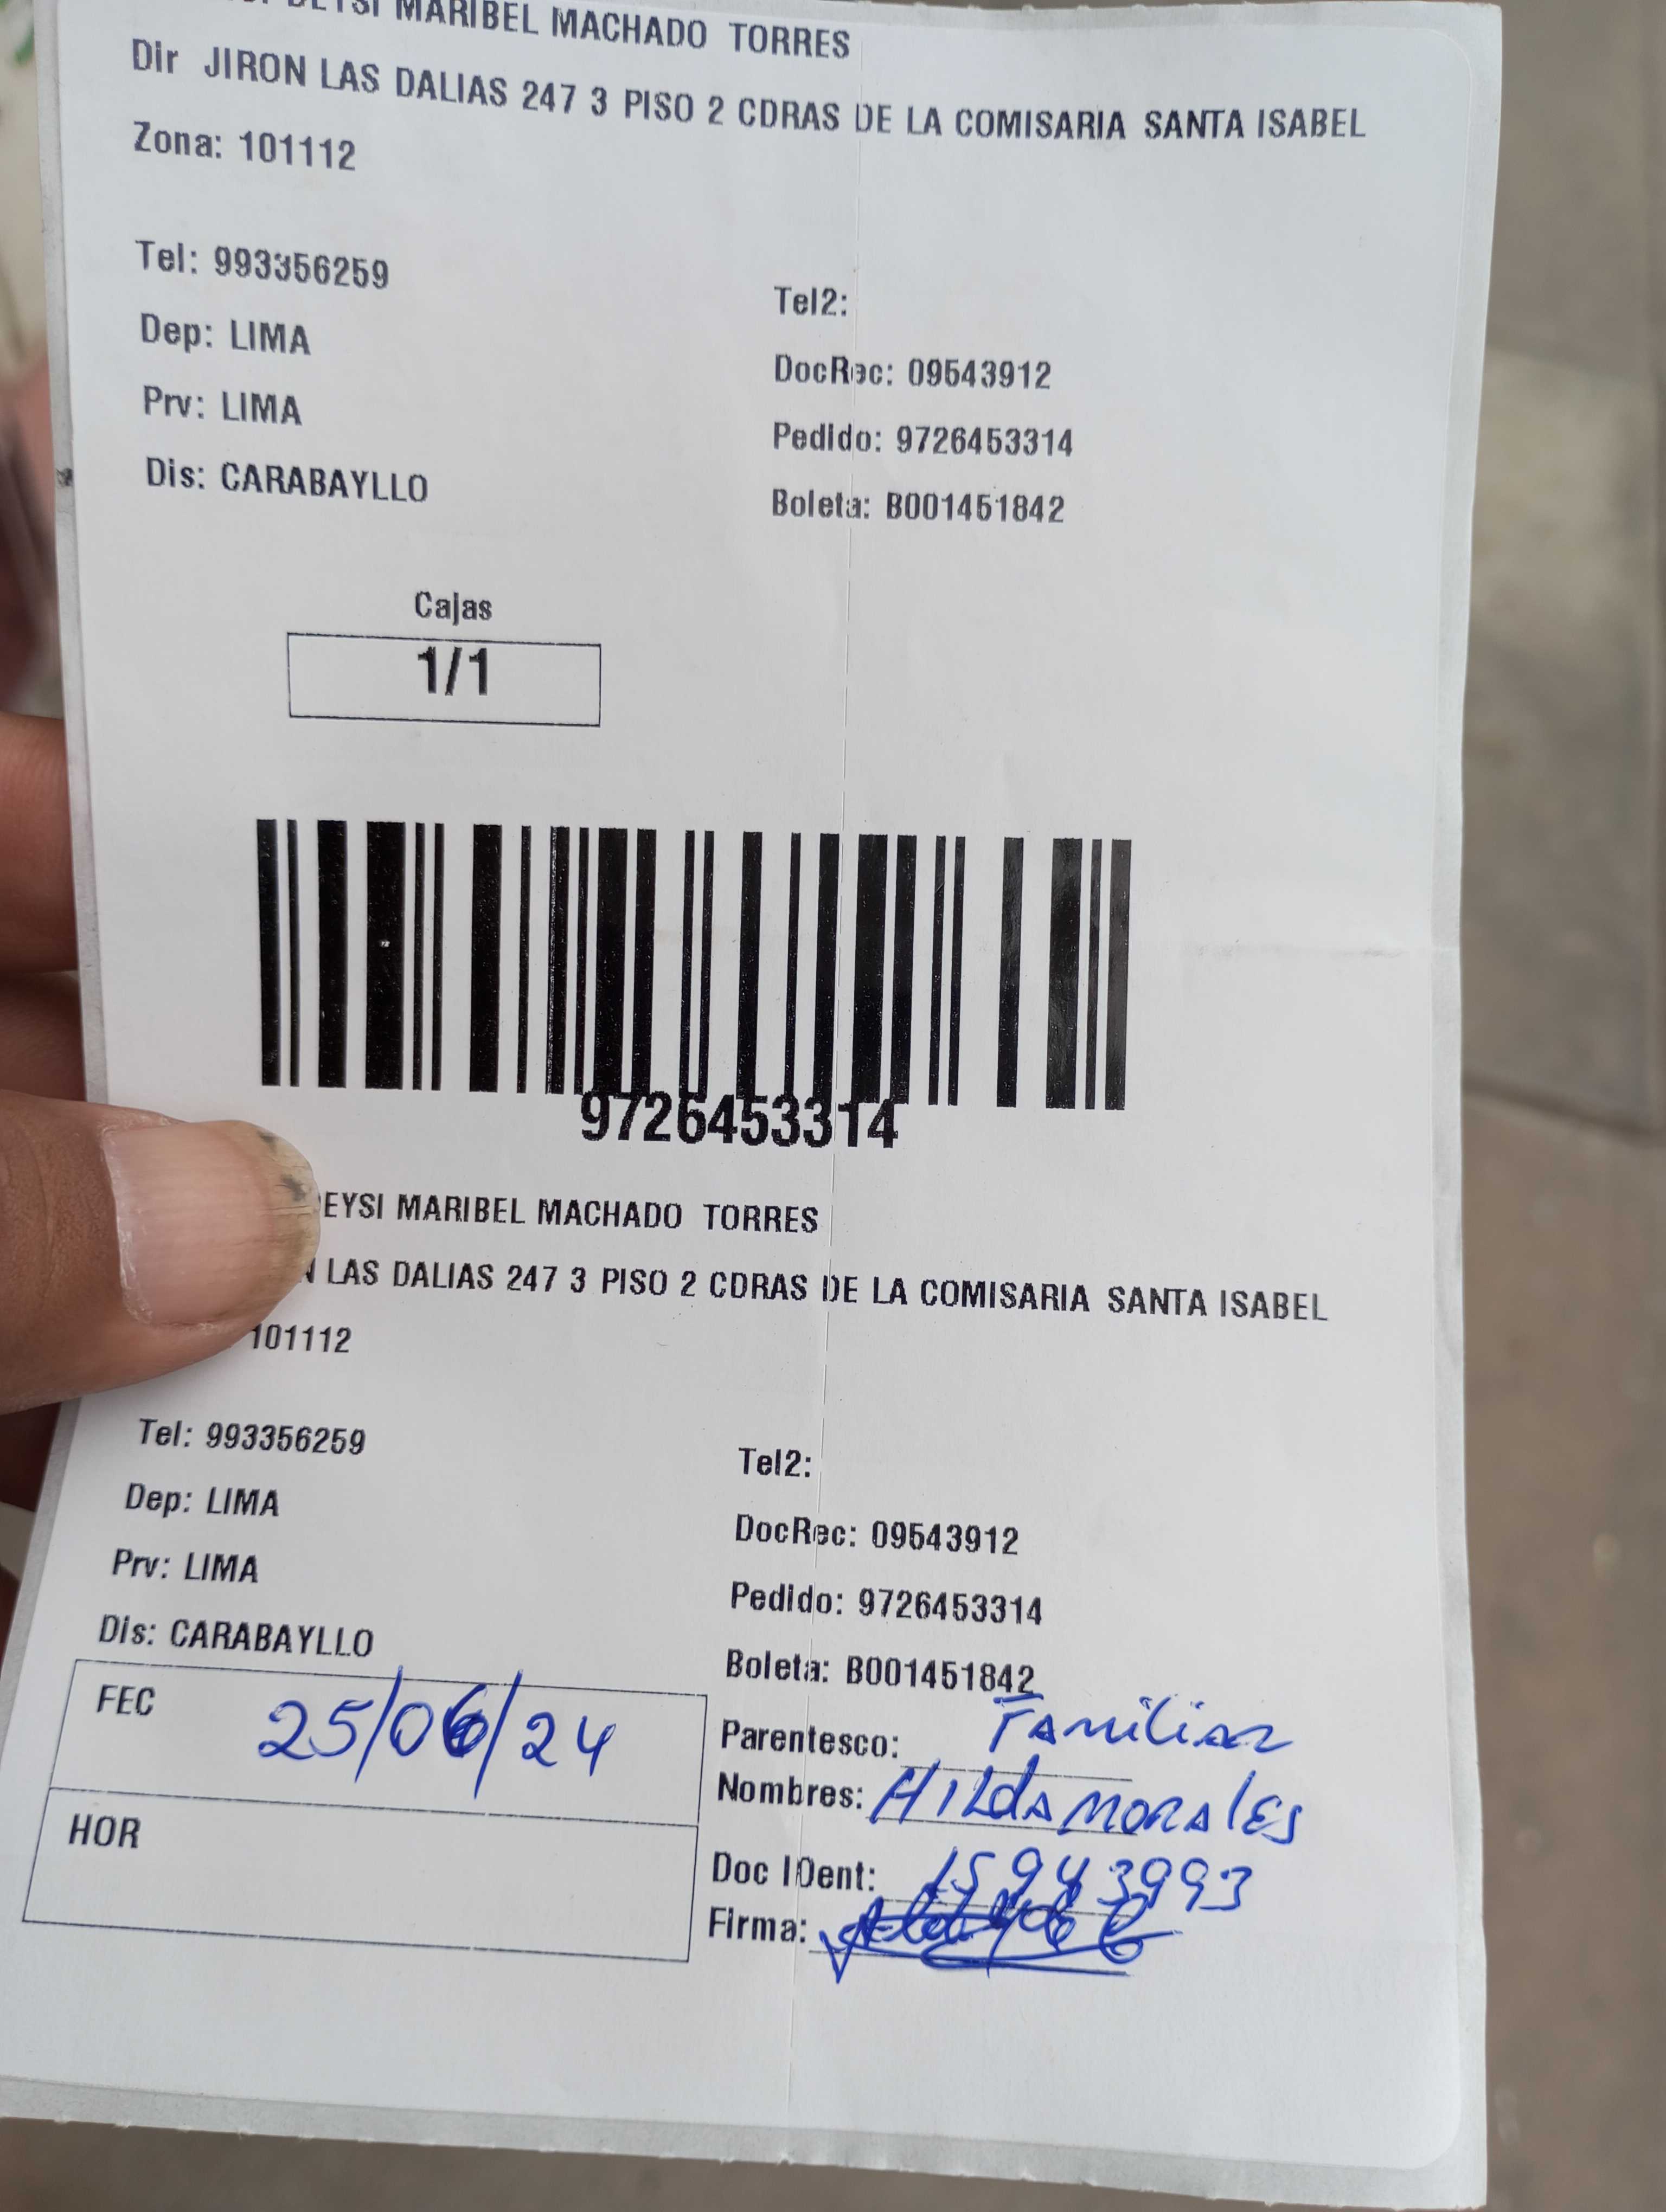 DEYSI MARIBEL MACHADO TORRES
Dir JIRON LAS DALIAS 247 3 PISO 2 CDRAS DE LA COMISARIA SANTA ISABEL
Zona: 101112
Tel: 993356259
Tel2:
Dep: LIMA
DocRec: 09543912
Prv: LIMA
Pedido: 9726453314
Dis: CARABAYLLO
Boleta: B001451842
Cajas
1/1
9726453314
EYSI MARIBEL MACHADO TORRES
N LAS DALIAS 247 3 PISO 2 CDRAS DE LA COMISARIA SANTA ISABEL
101112
Tel: 993356259
Tel2:
Dep: LIMA
DocRec: 09543912
Prv: LIMA
Pedido: 9726453314
Dis: CARABAYLLO
Boleta: B001451842
FEC 25/06/24
Parentesco: Familiar
Nombres: HILdA MORAlES
HOR
Doc IDent: 15943993
Firma: